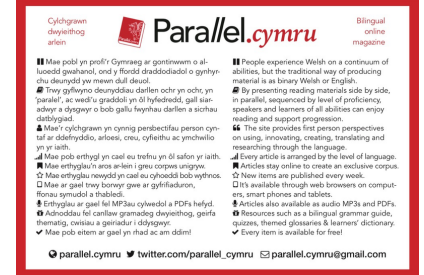 Cylchgrawn
dwyieithog
arlein
Parallel.cymru
Bilingual
online
magazine
Mae pobl yn profi'r Gymraeg ar gontinwwm o al-
luoedd gwahanol, ond y ffordd draddodiadol o gynhyr-
chu deunydd yw mewn dull deuol.
Trwy gyflwyno deunyddiau darllen ochr yn ochr, yn
'paralel', ac wedi'u graddoli yn ôl hyfedredd, gall siar-
adwyr a dysgwyr o bob gallu fwynhau darllen a sicrhau
datblygiad.
Mae'r cylchgrawn yn cynnig persbectifau person cyn-
taf ar ddefnyddio, arloesi, creu, cyfieithu ac ymchwilio
yn yr iaith.
Mae pob erthygl yn cael eu trefnu yn ôl safon yr iaith.
Mae erthyglau'n aros ar-lein i greu corpws unigryw.
Mae erthyglau newydd yn cael eu cyhoeddi bob wythnos.
Mae ar gael trwy borwyr gwe ar gyfrifiaduron,
ffonau symudol a thabledi.
Erthyglau ar gael fel MP3au cylwedol a PDFs hefyd.
Adnoddau fel canllaw gramadeg dwyieithog, geirfa
thematig, cwisiau a geiriadur i ddysgwyr.
Mae pob eitem ar gael yn rhad ac am ddim!
People experience Welsh on a continuum of
abilities, but the traditional way of producing
material is as binary Welsh or English.
By presenting reading materials side by side,
in parallel, sequenced by level of proficiency,
speakers and learners of all abilities can enjoy
reading and support progression.
The site provides first person perspectives
on using, innovating, creating, translating and
researching through the language.
Every article is arranged by the level of language.
Articles stay online to create an exclusive corpus.
New items are published every week.
It's available through web browsers on comput-
ers, smart phones and tablets.
Articles also available as audio MP3s and PDFs.
Resources such as a bilingual grammar guide,
quizzes, themed glossaries & learners' dictionary.
Every item is available for free!
parallel.cymru twitter.com/parallel_cymru parallel.cymru@gmail.com